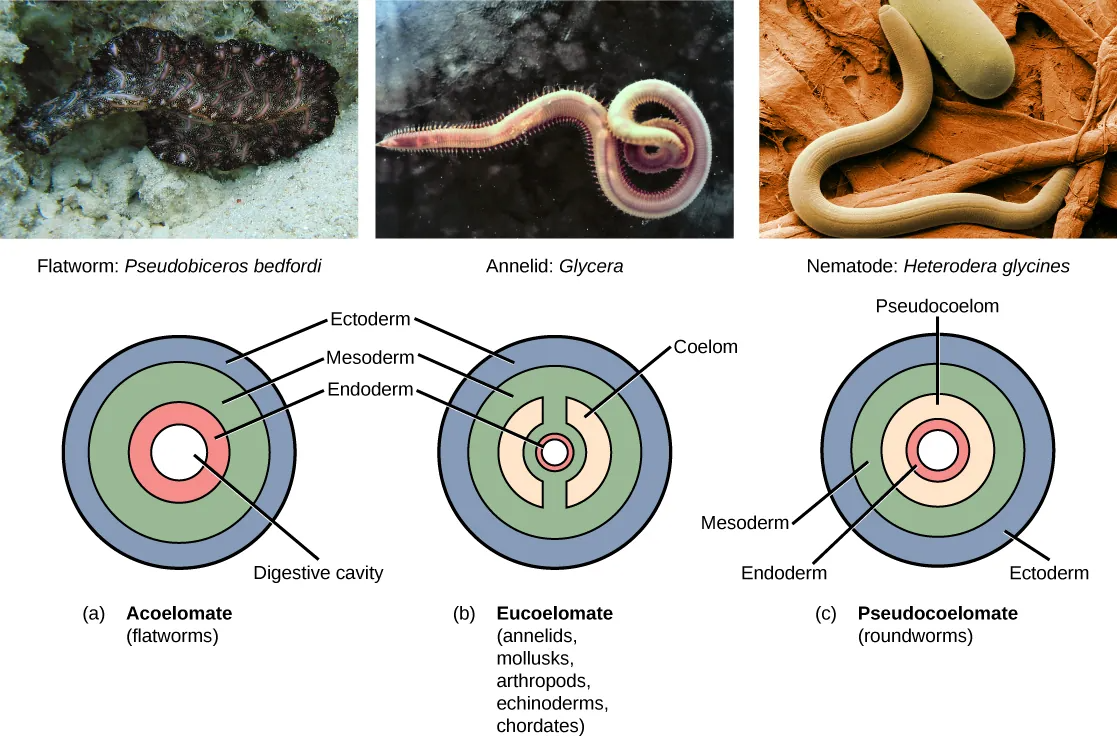 Flatworm: Pseudobiceros bedfordi
Annelid: Glycera
Nematode: Heterodera glycines
Ectoderm
Mesoderm
Endoderm
Digestive cavity
Coelom
Pseudocoelom
Mesoderm
Endoderm
Ectoderm
(a) Acoelomate
(flatworms)
(b) Eucoelomate
(annelids,
mollusks,
arthropods,
echinoderms,
chordates)
(c) Pseudocoelomate
(roundworms)